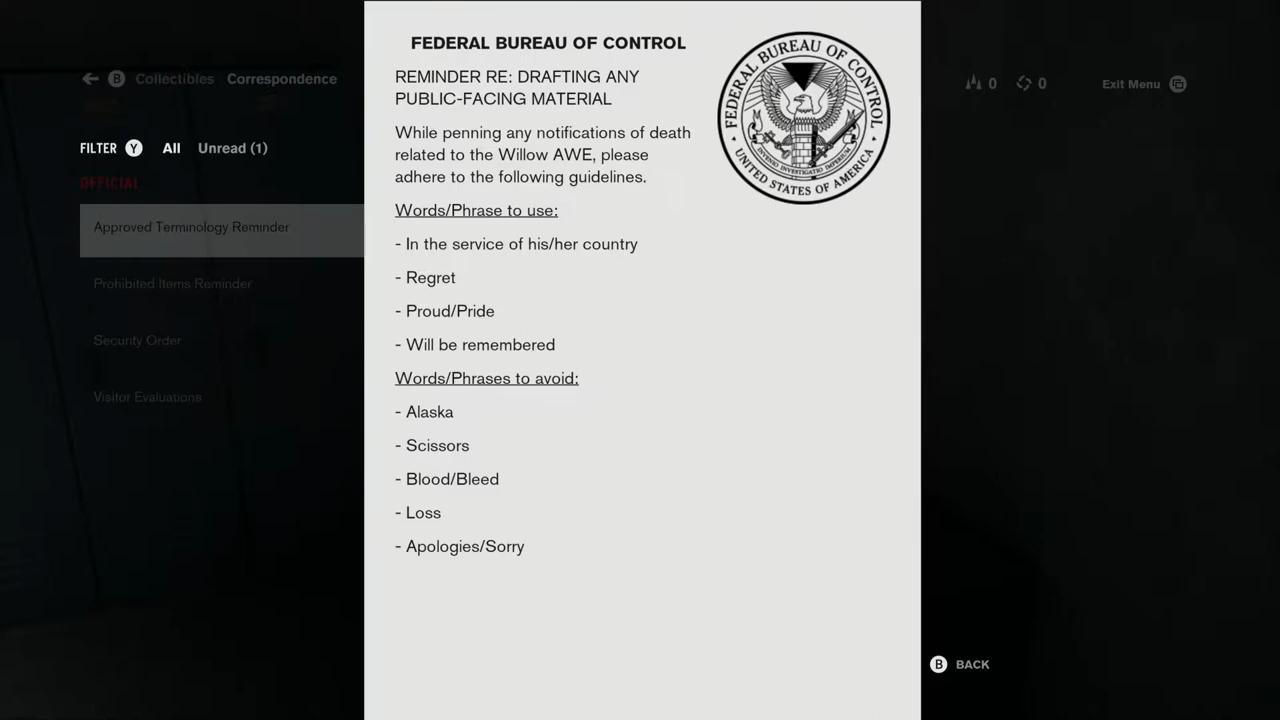 FEDERAL BUREAU OF CONTROL
REMINDER RE: DRAFTING ANY
PUBLIC-FACING MATERIAL
While penning any notifications of death
related to the Willow AWE, please
adhere to the following guidelines.
Words/Phrase to use:
- In the service of his/her country
- Regret
- Proud/Pride
- Will be remembered
Words/Phrases to avoid:
- Alaska
- Scissors
- Blood/Bleed
- Loss
- Apologies/Sorry
FEDERAL BUREAU OF CONTROL
INVENIO INVESTIGATIO IMPERIUM
UNITED STATES OF AMERICA
B Collectibles Correspondence
FILTER Y All Unread (1)
OFFICIAL
Approved Terminology Reminder
Prohibited Items Reminder
Security Order
Visitor Evaluations
0 0 Exit Menu
B BACK